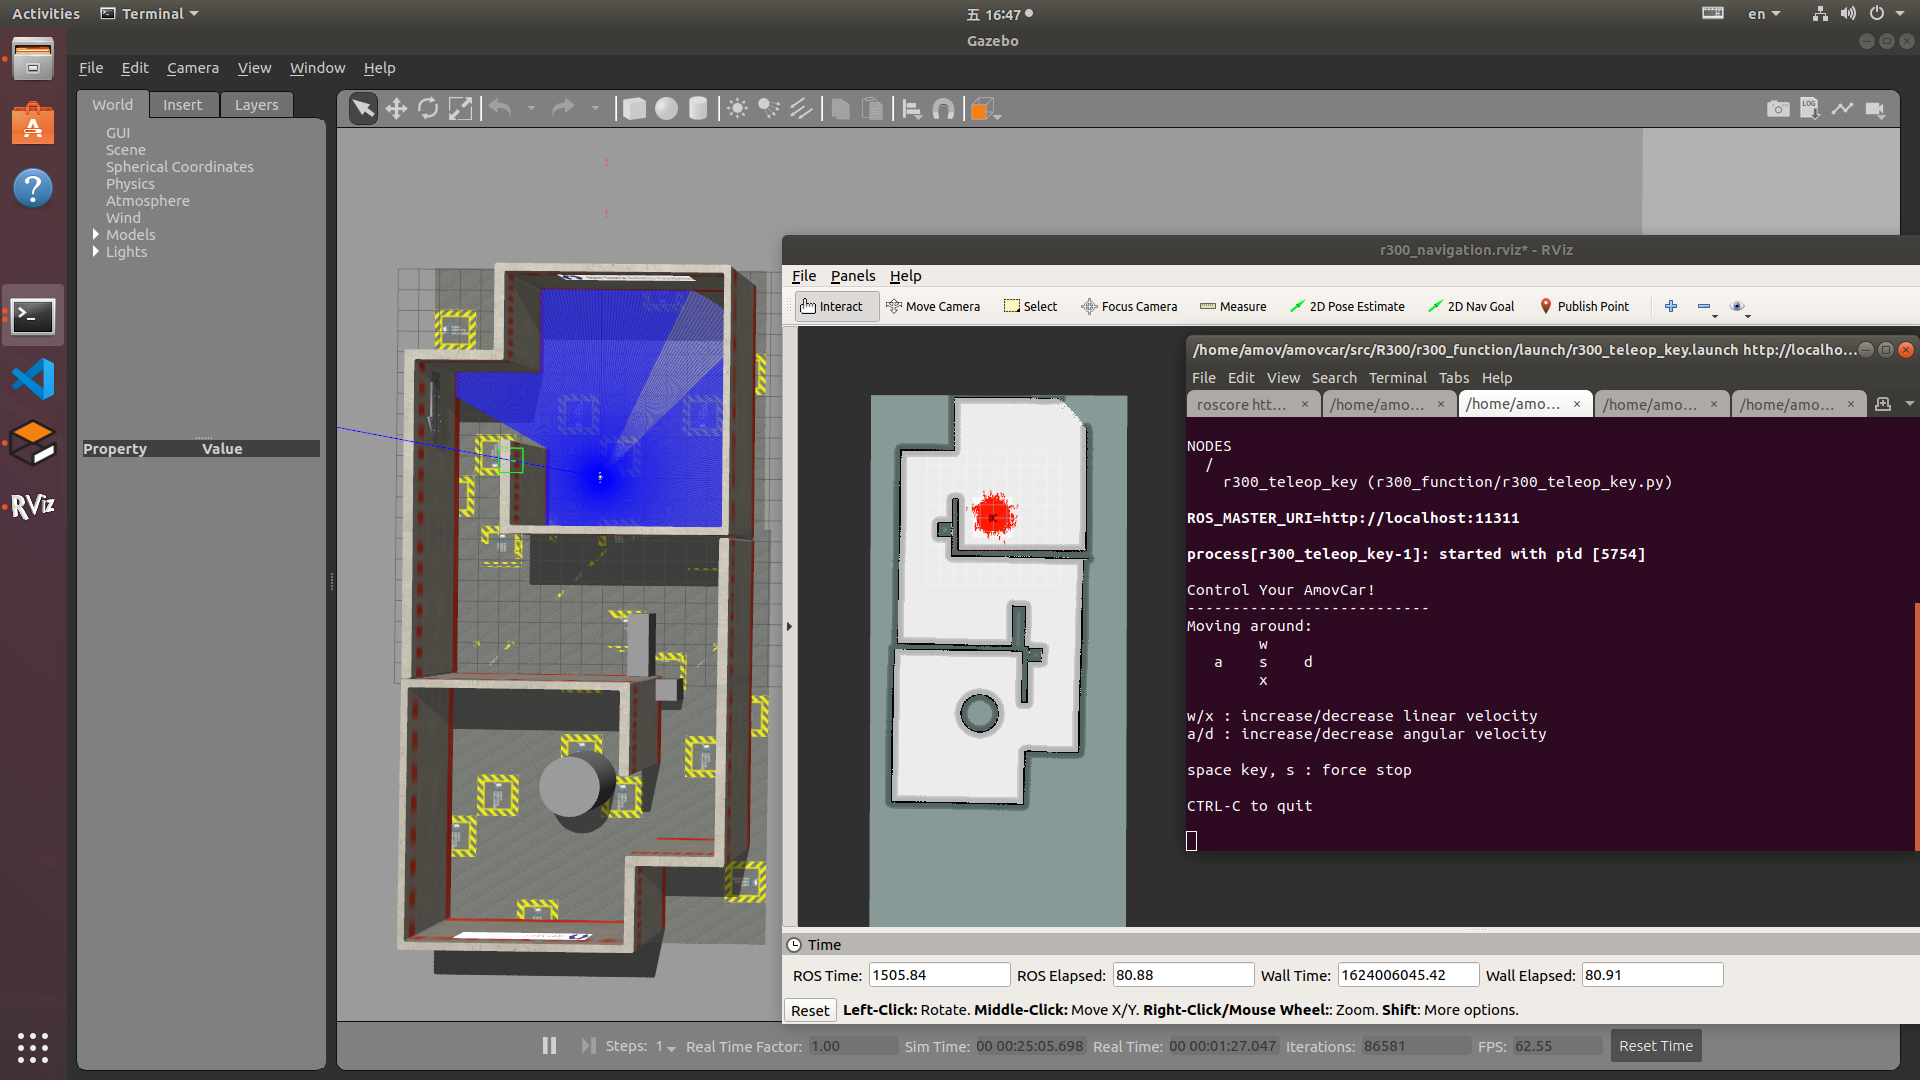 Activities
Terminal
五 16:47
en
Gazebo
File Edit Camera View Window Help
World Insert Layers
GUI
Scene
Spherical Coordinates
Physics
Atmosphere
Wind
Models
Lights
Property Value
LOG
RViz
r300_navigation.rviz* - RViz
File Panels Help
Interact Move Camera Select Focus Camera Measure 2D Pose Estimate 2D Nav Goal Publish Point
/home/amov/amovcar/src/R300/r300_function/launch/r300_teleop_key.launch http://localho...
File Edit View Search Terminal Tabs Help
roscore htt... × /home/amo... × /home/amo... × /home/amo... × /home/amo... ×
NODES
/
r300_teleop_key (r300_function/r300_teleop_key.py)
ROS_MASTER_URI=http://localhost:11311
process[r300_teleop_key-1]: started with pid [5754]
Control Your AmovCar!
---------------------------
Moving around:
w
a s d
x
w/x : increase/decrease linear velocity
a/d : increase/decrease angular velocity
space key, s : force stop
CTRL-C to quit
Time
ROS Time: 1505.84 ROS Elapsed: 80.88 Wall Time: 1624006045.42 Wall Elapsed: 80.91
Reset Left-Click: Rotate. Middle-Click: Move X/Y. Right-Click/Mouse Wheel:: Zoom. Shift: More options.
Steps: 1 Real Time Factor: 1.00 Sim Time: 00 00:25:05.698 Real Time: 00 00:01:27.047 Iterations: 86581 FPS: 62.55 Reset Time